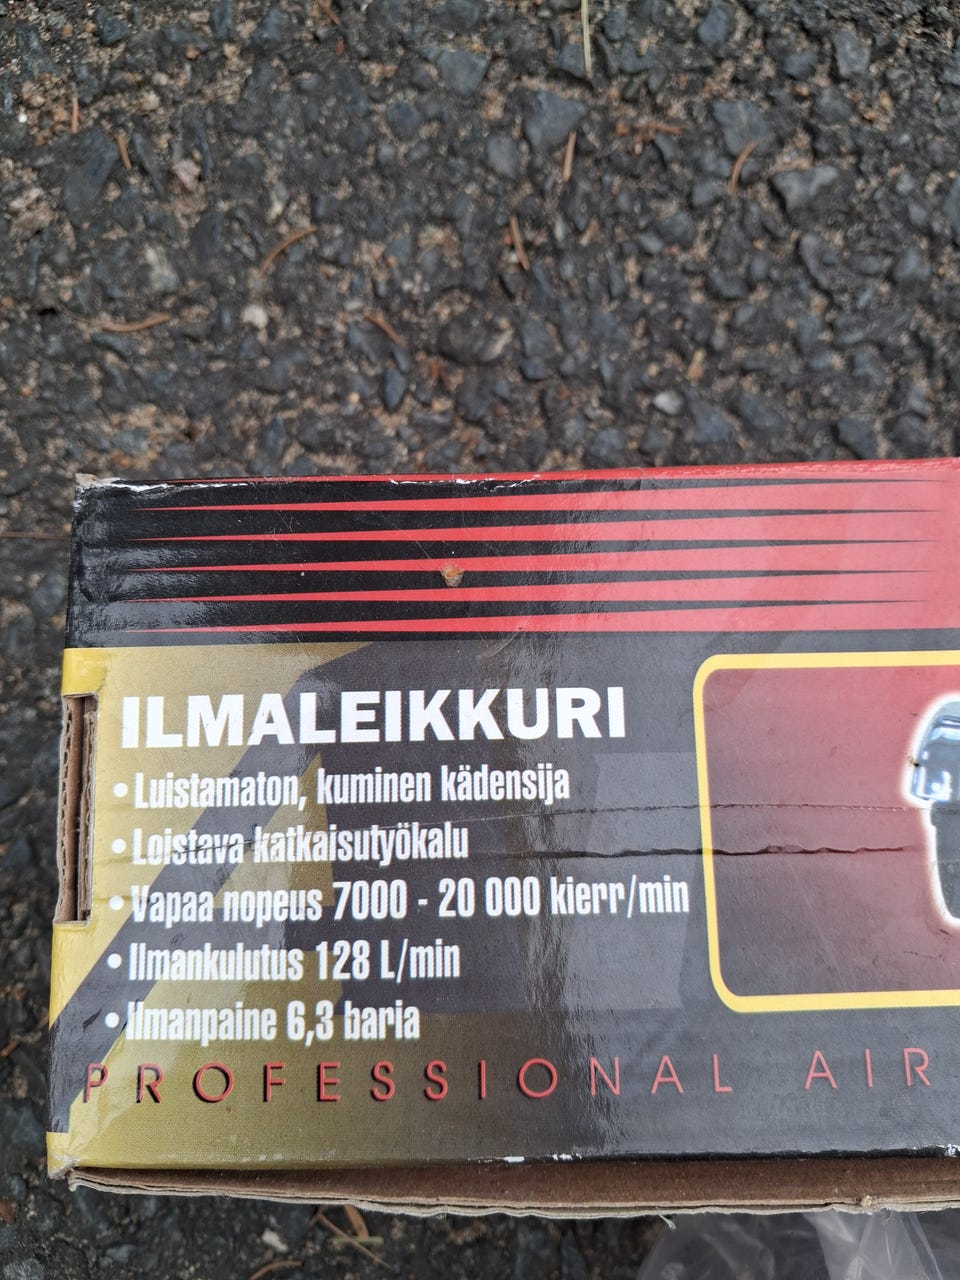 ILMALEIKKURI
• Luistamaton, kuminen kädensija
• Loistava katkaisutyökalu
• Vapaa nopeus 7000 - 20 000 kierr/min
• Ilmankulutus 128 L/min
• Ilmanpaine 6,3 baria
PROFESSIONAL AIR